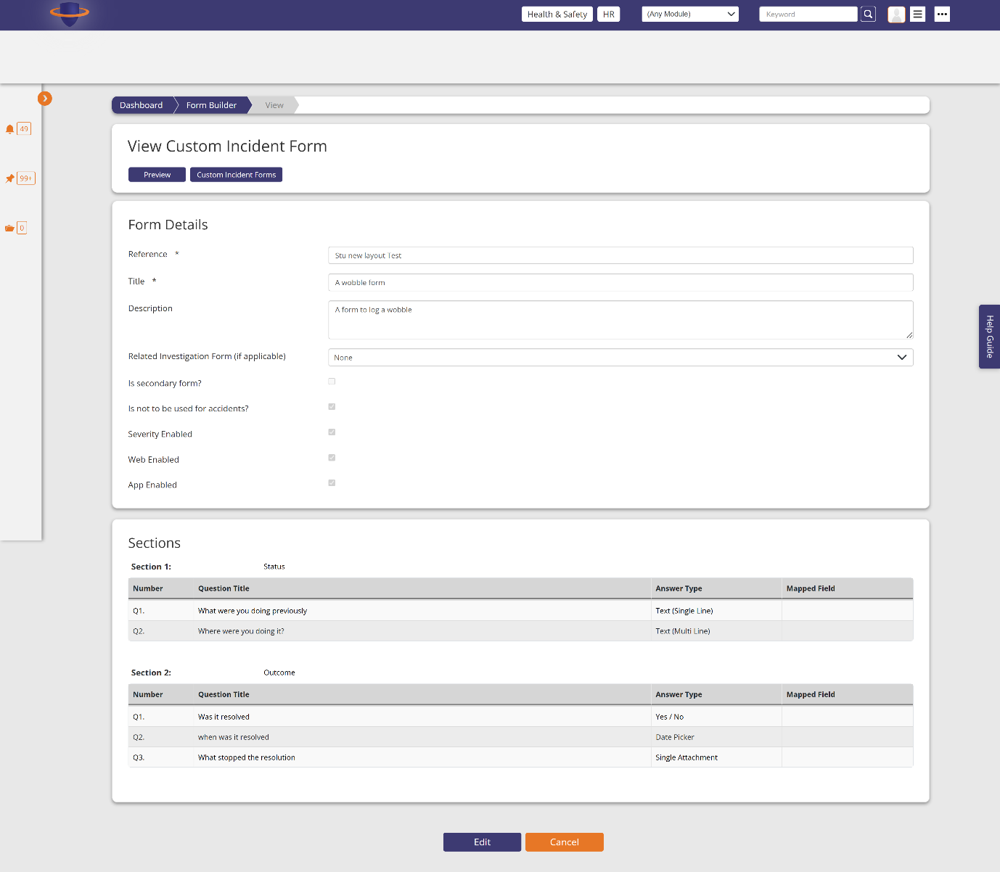 Health & Safety HR (Any Module) Keyword
Dashboard Form Builder View
49
View Custom Incident Form
99+
Preview Custom Incident Forms
0
Form Details
Reference * Stu new layout Test
Title * A wobble form
Description A form to log a wobble
Help Guide
Related Investigation Form (if applicable) None
Is secondary form?
Is not to be used for accidents?
Severity Enabled
Web Enabled
App Enabled
Sections
Section 1: Status
Number Question Title Answer Type Mapped Field
Q1. What were you doing previously Text (Single Line)
Q2. Where were you doing it? Text (Multi Line)
Section 2: Outcome
Number Question Title Answer Type Mapped Field
Q1. Was it resolved Yes / No
Q2. when was it resolved Date Picker
Q3. What stopped the resolution Single Attachment
Edit Cancel